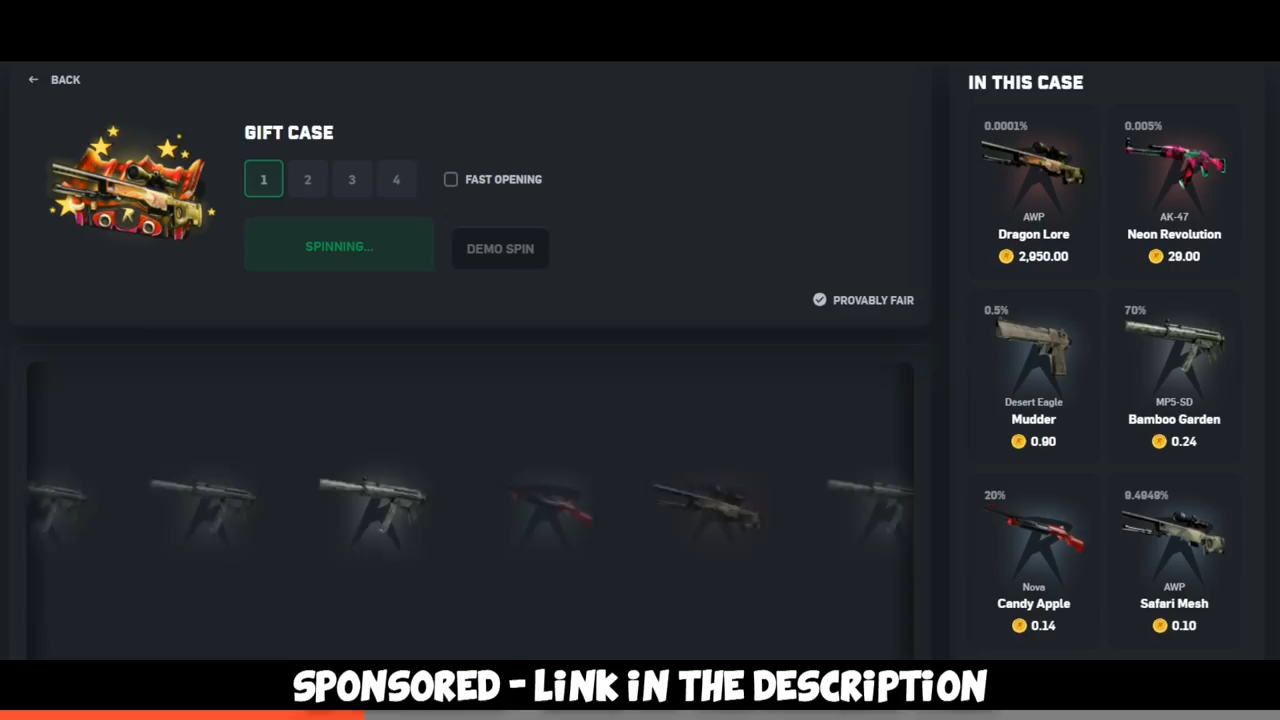 BACK
GIFT CASE
1 2 3 4
FAST OPENING
SPINNING...
DEMO SPIN
PROVABLY FAIR
IN THIS CASE
0.0001%
AWP
Dragon Lore
2,950.00
0.005%
AK-47
Neon Revolution
29.00
0.5%
Desert Eagle
Mudder
0.90
70%
MP5-SD
Bamboo Garden
0.24
20%
Nova
Candy Apple
0.14
9.4949%
AWP
Safari Mesh
0.10
SPONSORED - LINK IN THE DESCRIPTION